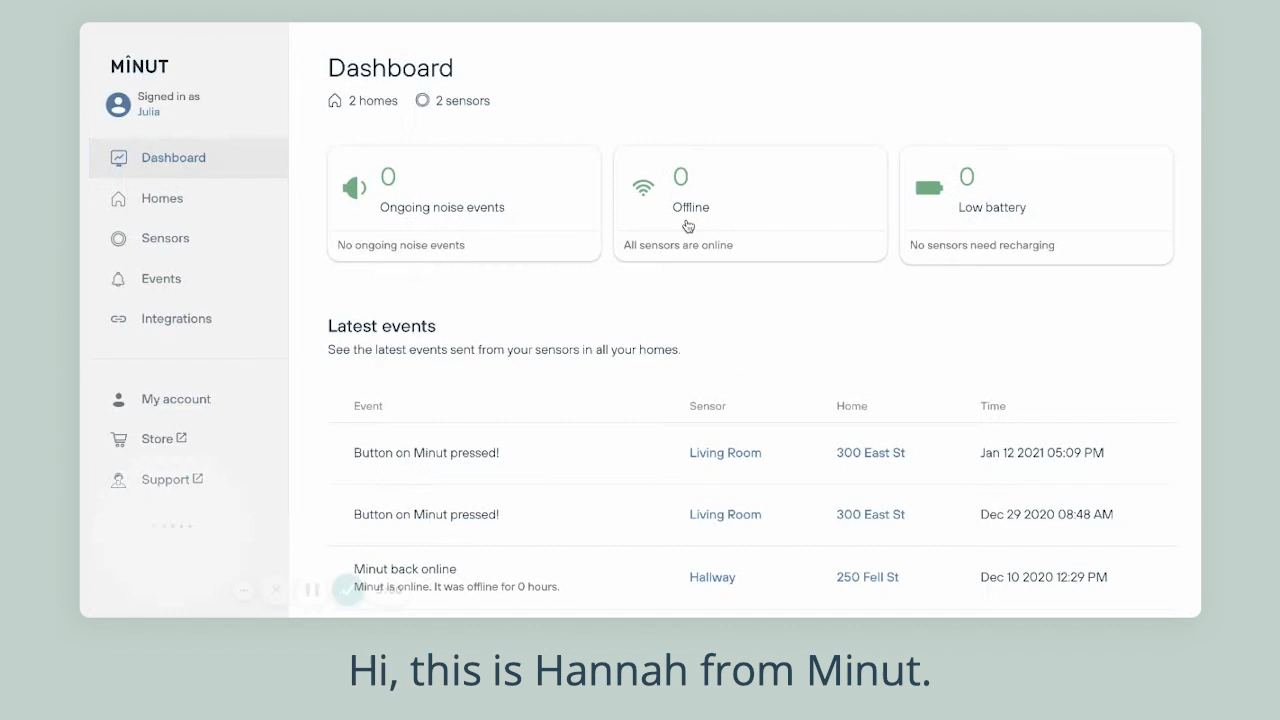 MÎNUT
Signed in as
Julia
Dashboard
Homes
Sensors
Events
Integrations
My account
Store
Support
Dashboard
2 homes 2 sensors
0
Ongoing noise events
No ongoing noise events
0
Offline
All sensors are online
0
Low battery
No sensors need recharging
Latest events
See the latest events sent from your sensors in all your homes.
Event Sensor Home Time
Button on Minut pressed! Living Room 300 East St Jan 12 2021 05:09 PM
Button on Minut pressed! Living Room 300 East St Dec 29 2020 08:48 AM
Minut back online
Minut is online. It was offline for 0 hours.
Hallway 250 Fell St Dec 10 2020 12:29 PM
Hi, this is Hannah from Minut.